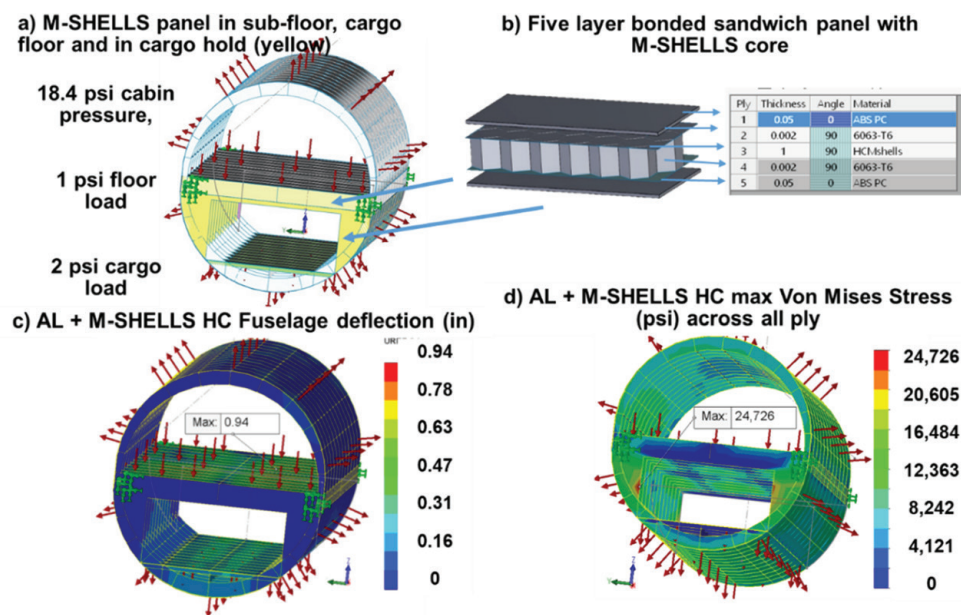 a) M-SHELLS panel in sub-floor, cargo
floor and in cargo hold (yellow)
b) Five layer bonded sandwich panel with
M-SHELLS core
18.4 psi cabin
pressure,
1 psi floor
load
2 psi cargo
load
Ply Thickness Angle Material
1 0.05 0 ABS PC
2 0.002 90 6063-T6
3 1 90 HCMshells
4 0.002 90 6063-T6
5 0.05 0 ABS PC
c) AL + M-SHELLS HC Fuselage deflection (in)
0.94
0.78
0.63
0.47
0.31
0.16
0
Max: 0.94
d) AL + M-SHELLS HC max Von Mises Stress
(psi) across all ply
24,726
20,605
16,484
12,363
8,242
4,121
0
Max: 24,726